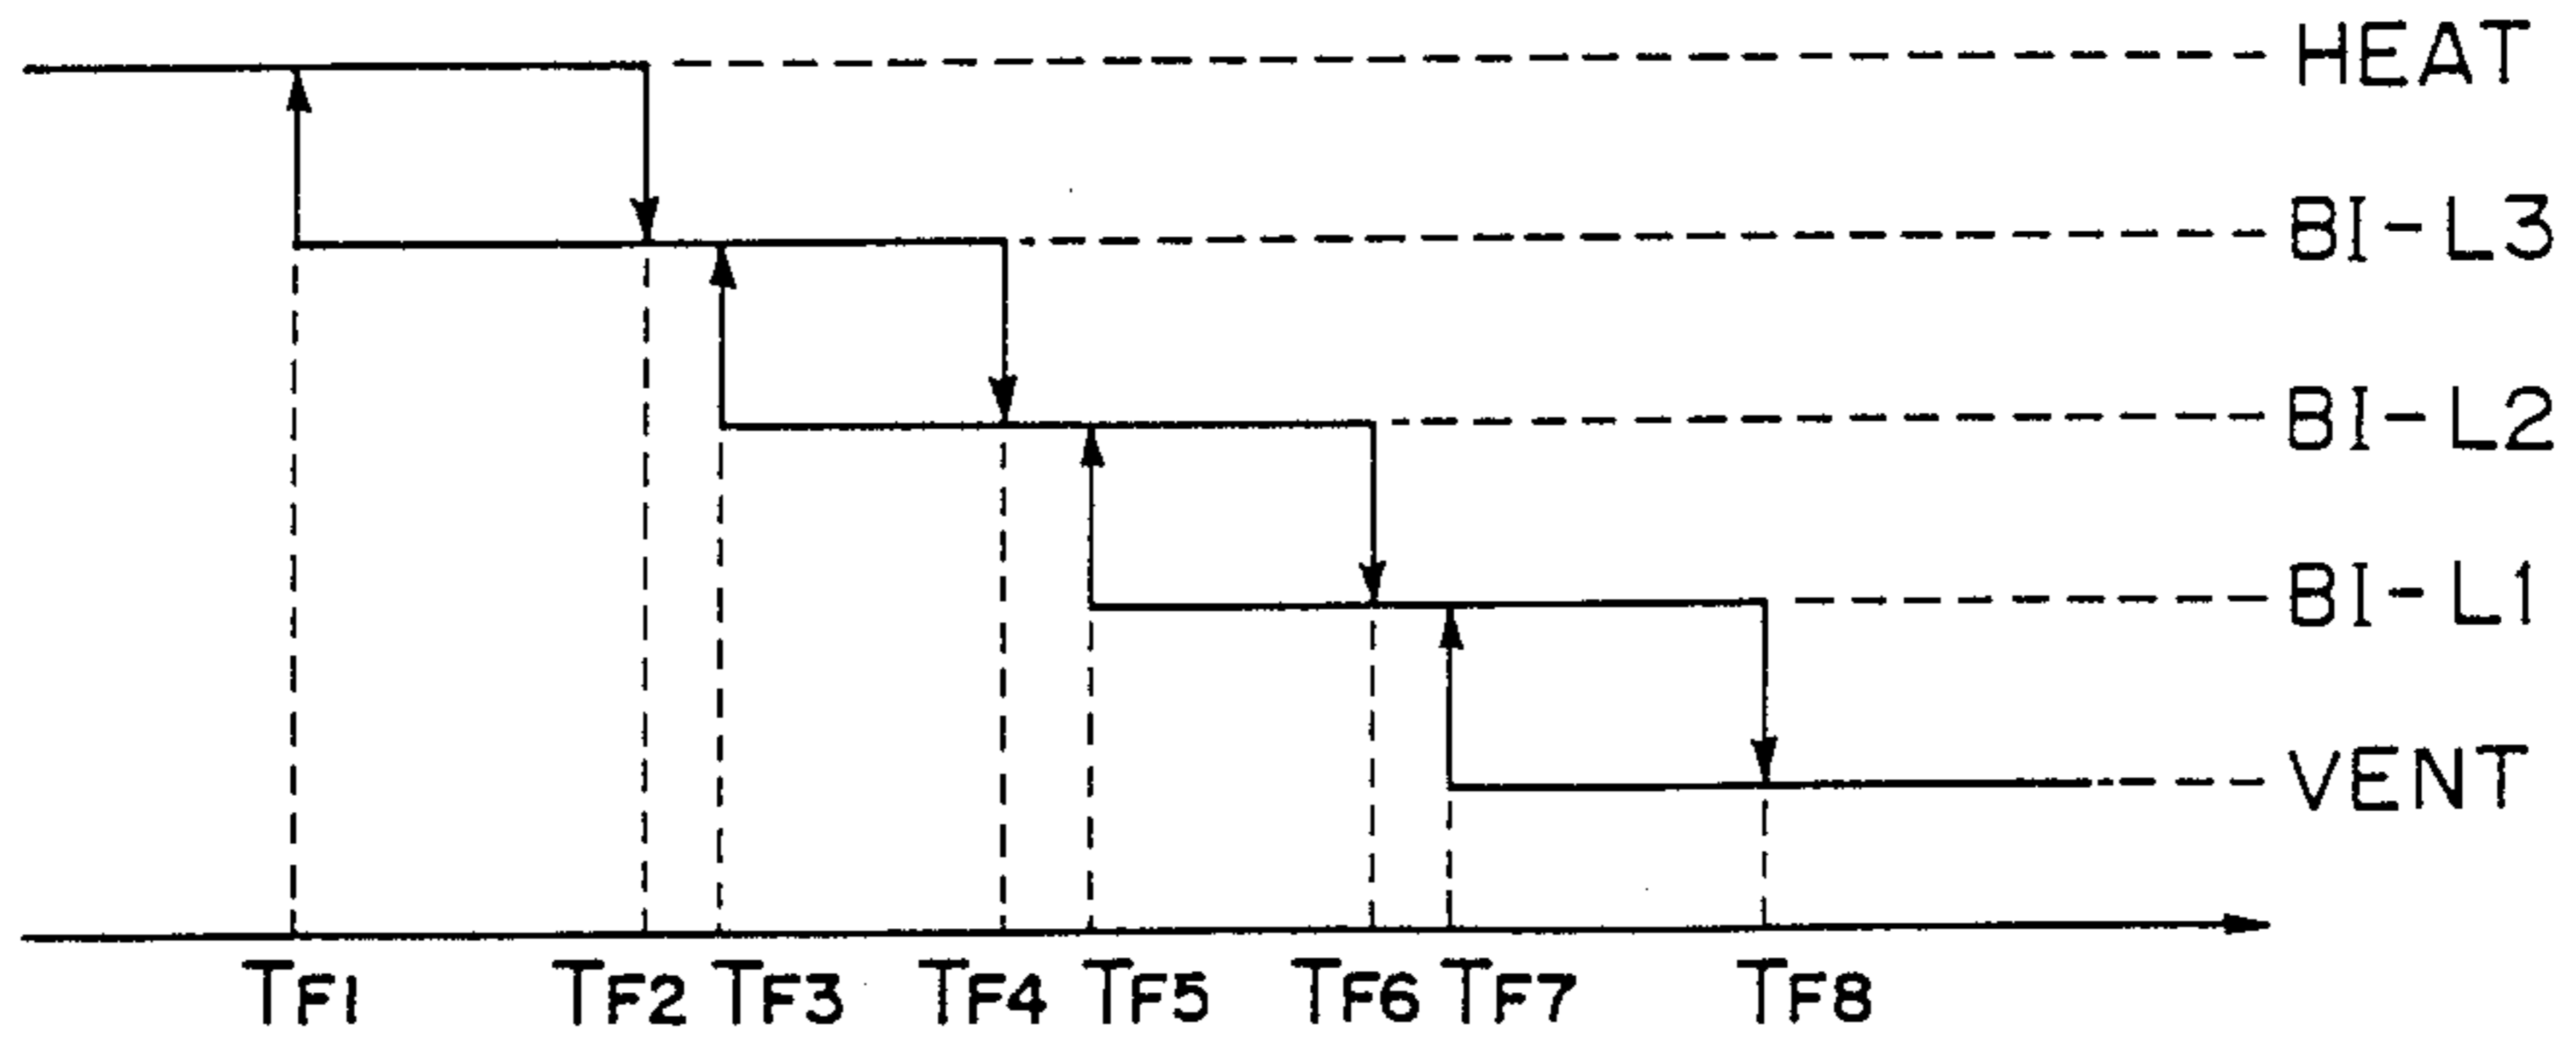 HEAT
BI-L3
BI-L2
BI-L1
VENT
TF1 TF2 TF3 TF4 TF5 TF6 TF7 TF8